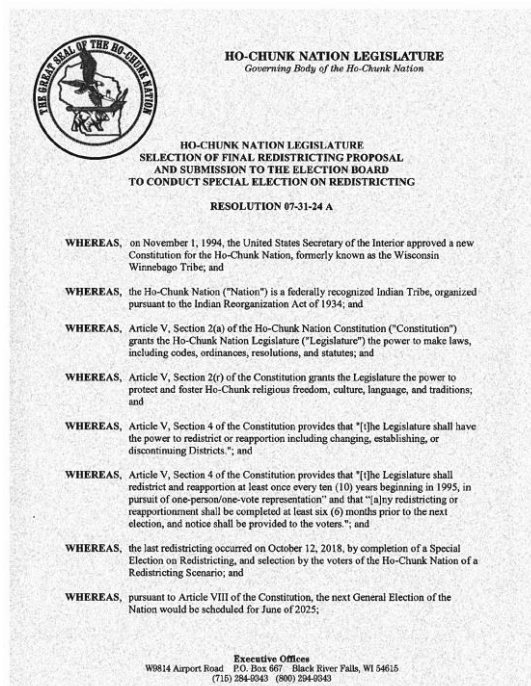 THE GREAT SEAL OF THE HO-CHUNK NATION
HO-CHUNK NATION LEGISLATURE
Governing Body of the Ho-Chunk Nation
HO-CHUNK NATION LEGISLATURE
SELECTION OF FINAL REDISTRICTING PROPOSAL
AND SUBMISSION TO THE ELECTION BOARD
TO CONDUCT SPECIAL ELECTION ON REDISTRICTING
RESOLUTION 07-31-24 A
WHEREAS, on November 1, 1994, the United States Secretary of the Interior approved a new
Constitution for the Ho-Chunk Nation, formerly known as the Wisconsin
Winnebago Tribe; and
WHEREAS, the Ho-Chunk Nation ("Nation") is a federally recognized Indian Tribe, organized
pursuant to the Indian Reorganization Act of 1934; and
WHEREAS, Article V, Section 2(a) of the Ho-Chunk Nation Constitution ("Constitution")
grants the Ho-Chunk Nation Legislature ("Legislature") the power to make laws,
including codes, ordinances, resolutions, and statutes; and
WHEREAS, Article V, Section 2(r) of the Constitution grants the Legislature the power to
protect and foster Ho-Chunk religious freedom, culture, language, and traditions;
and
WHEREAS, Article V, Section 4 of the Constitution provides that "[t]he Legislature shall have
the power to redistrict or reapportion including changing, establishing, or
discontinuing Districts."; and
WHEREAS, Article V, Section 4 of the Constitution provides that "[t]he Legislature shall
redistrict and reapportion at least once every ten (10) years beginning in 1995, in
pursuit of one-person/one-vote representation" and that "[a]ny redistricting or
reapportionment shall be completed at least six (6) months prior to the next
election, and notice shall be provided to the voters."; and
WHEREAS, the last redistricting occurred on October 12, 2018, by completion of a Special
Election on Redistricting, and selection by the voters of the Ho-Chunk Nation of a
Redistricting Scenario; and
WHEREAS, pursuant to Article VIII of the Constitution, the next General Election of the
Nation would be scheduled for June of 2025;
Executive Offices
W9814 Airport Road P.O. Box 667 Black River Falls, WI 54615
(715) 284-9343 (800) 294-9343